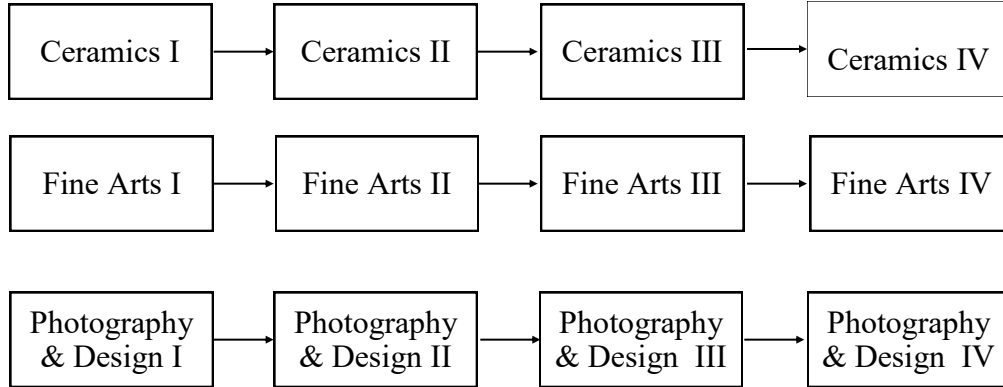 Ceramics I
Ceramics II
Ceramics III
Ceramics IV
Fine Arts I
Fine Arts II
Fine Arts III
Fine Arts IV
Photography
& Design I
Photography
& Design II
Photography
& Design III
Photography
& Design IV